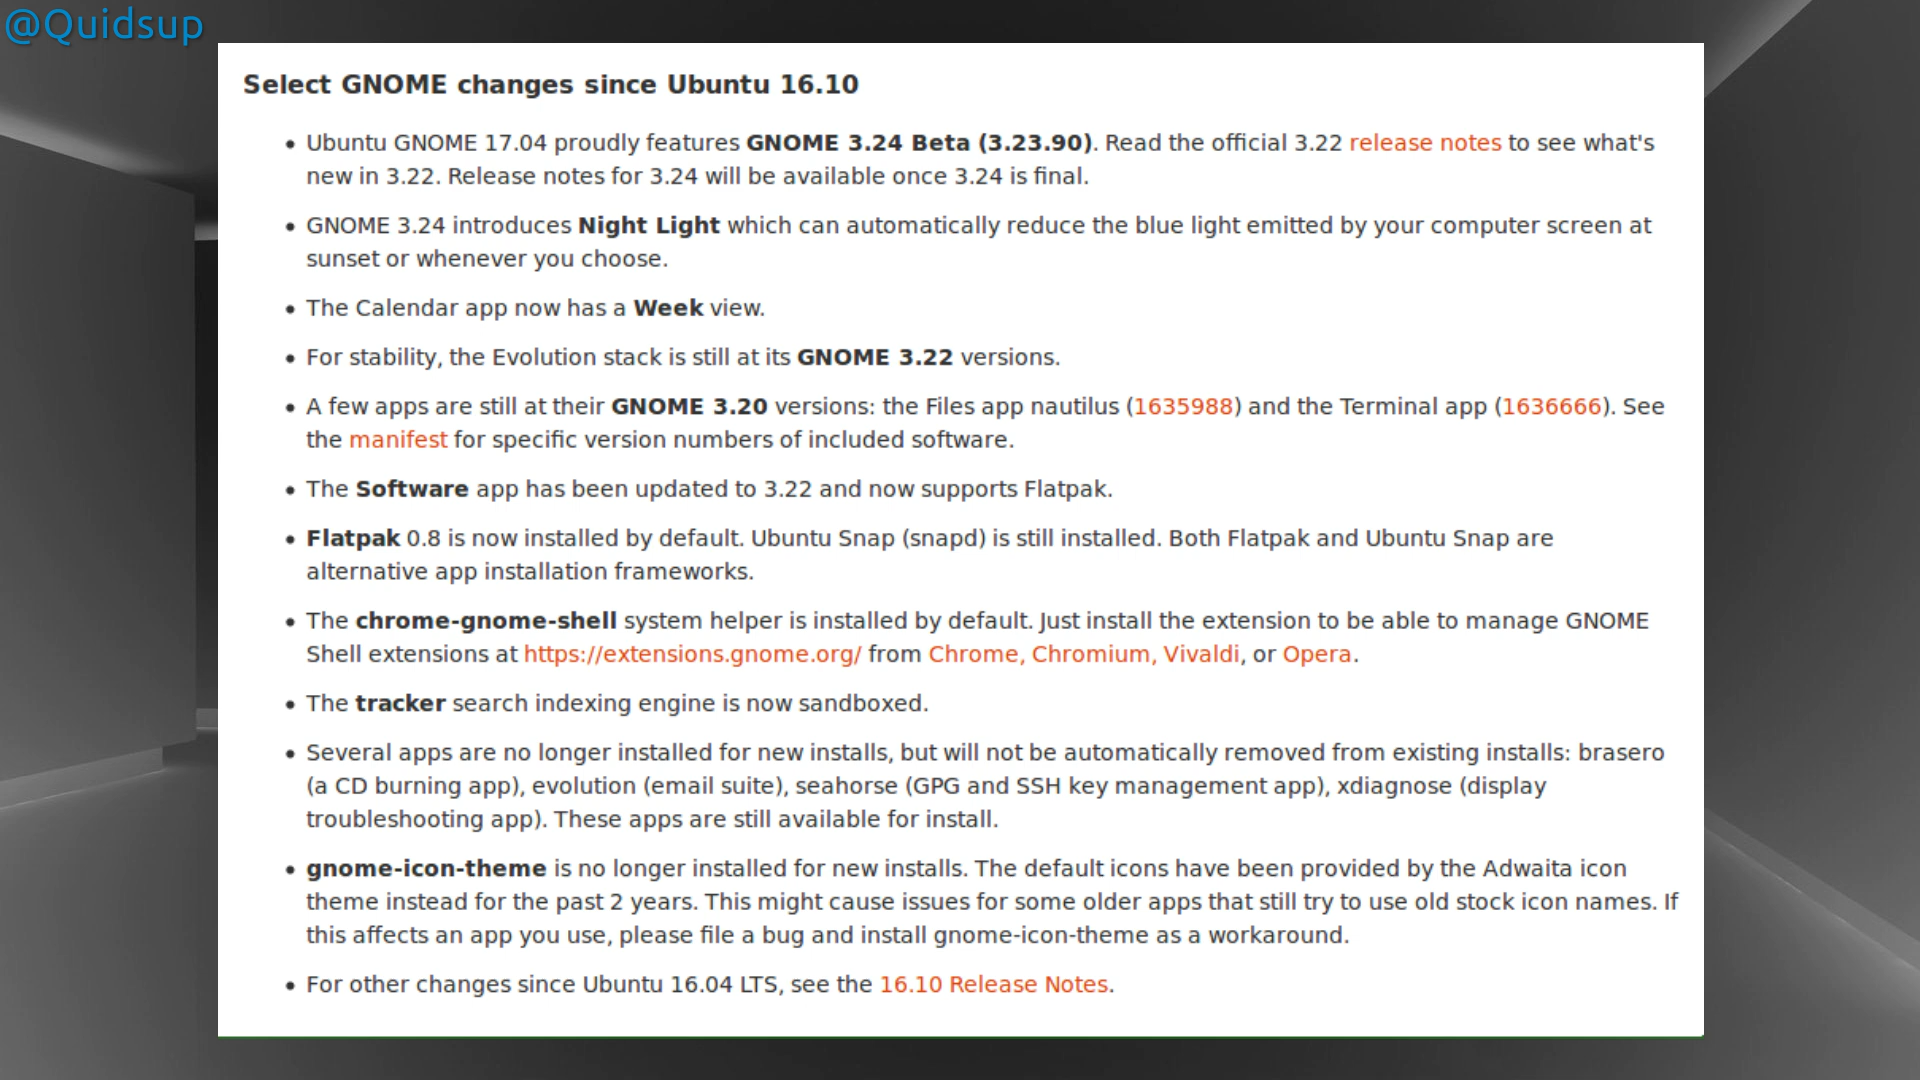 @Quidsup
Select GNOME changes since Ubuntu 16.10
• Ubuntu GNOME 17.04 proudly features GNOME 3.24 Beta (3.23.90). Read the official 3.22 release notes to see what's
new in 3.22. Release notes for 3.24 will be available once 3.24 is final.
• GNOME 3.24 introduces Night Light which can automatically reduce the blue light emitted by your computer screen at
sunset or whenever you choose.
• The Calendar app now has a Week view.
• For stability, the Evolution stack is still at its GNOME 3.22 versions.
• A few apps are still at their GNOME 3.20 versions: the Files app nautilus (1635988) and the Terminal app (1636666). See
the manifest for specific version numbers of included software.
• The Software app has been updated to 3.22 and now supports Flatpak.
• Flatpak 0.8 is now installed by default. Ubuntu Snap (snapd) is still installed. Both Flatpak and Ubuntu Snap are
alternative app installation frameworks.
• The chrome-gnome-shell system helper is installed by default. Just install the extension to be able to manage GNOME
Shell extensions at https://extensions.gnome.org/ from Chrome, Chromium, Vivaldi, or Opera.
• The tracker search indexing engine is now sandboxed.
• Several apps are no longer installed for new installs, but will not be automatically removed from existing installs: brasero
(a CD burning app), evolution (email suite), seahorse (GPG and SSH key management app), xdiagnose (display
troubleshooting app). These apps are still available for install.
• gnome-icon-theme is no longer installed for new installs. The default icons have been provided by the Adwaita icon
theme instead for the past 2 years. This might cause issues for some older apps that still try to use old stock icon names. If
this affects an app you use, please file a bug and install gnome-icon-theme as a workaround.
• For other changes since Ubuntu 16.04 LTS, see the 16.10 Release Notes.